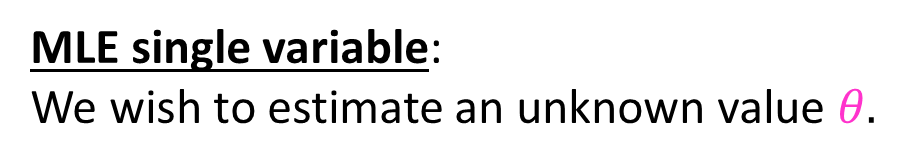 MLE single variable:
We wish to estimate an unknown value θ.